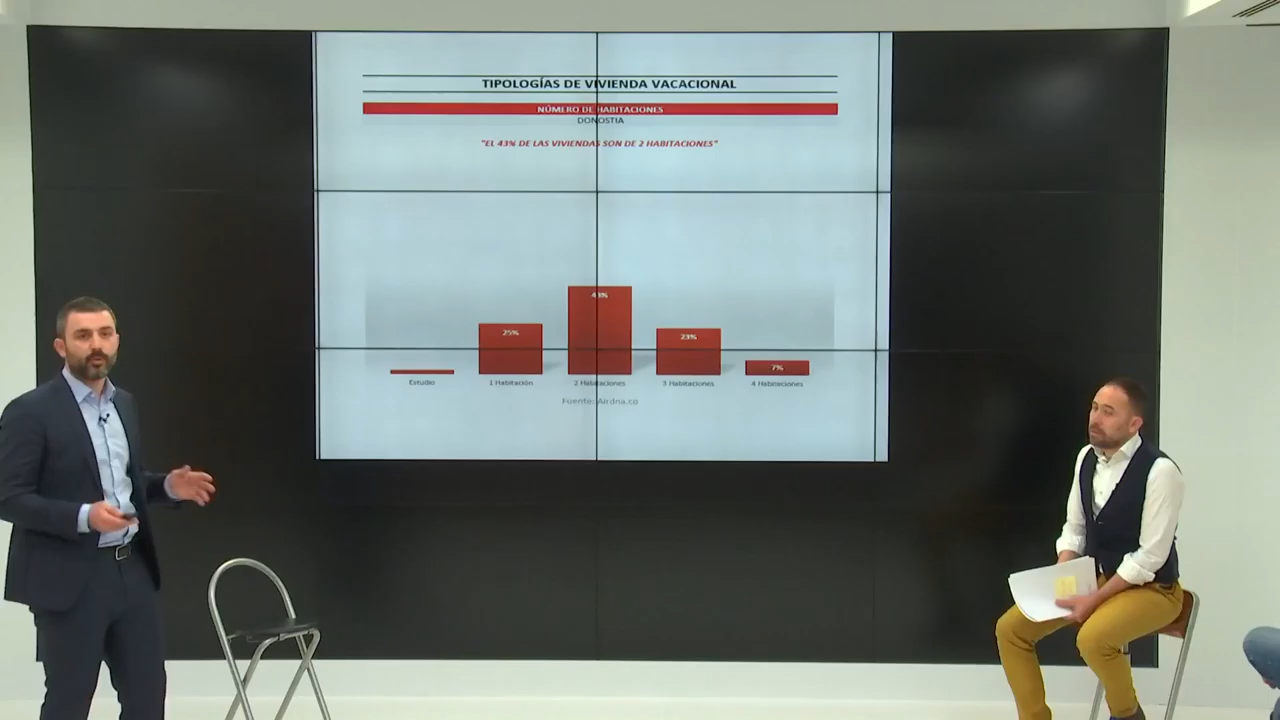 TIPOLOGÍAS DE VIVIENDA VACACIONAL
NÚMERO DE HABITACIONES
DONOSTIA
"EL 43% DE LAS VIVIENDAS SON DE 2 HABITACIONES"
43%
25%
23%
7%
Estudio 1 Habitación 2 Habitaciones 3 Habitaciones 4 Habitaciones
Fuente: Airdna.co